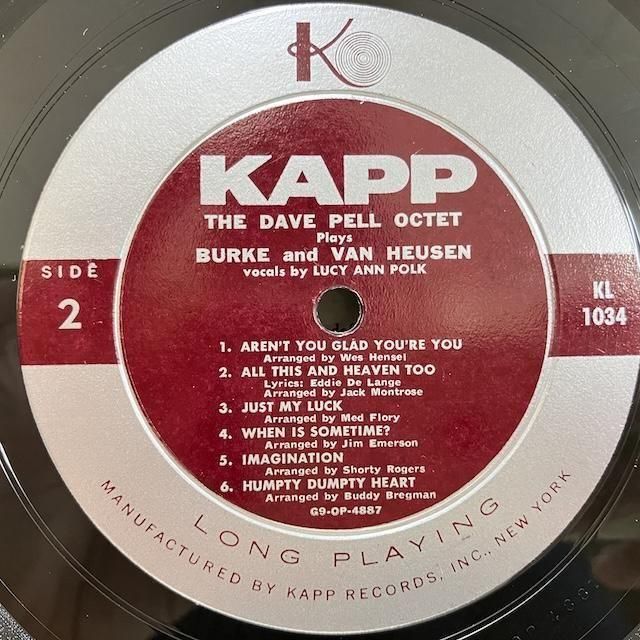 K
KAPP
THE DAVE PELL OCTET
Plays
BURKE and VAN HEUSEN
vocals by LUCY ANN POLK
SIDE
2
KL
1034
1. AREN'T YOU GLAD YOU'RE YOU
Arranged by Wes Hensel
2. ALL THIS AND HEAVEN TOO
Lyrics: Eddie De Lange
Arranged by Jack Montrose
3. JUST MY LUCK
Arranged by Med Flory
4. WHEN IS SOMETIME?
Arranged by Jim Emerson
5. IMAGINATION
Arranged by Shorty Rogers
6. HUMPTY DUMPTY HEART
Arranged by Buddy Bregman
G9-OP-4887
LONG PLAYING
MANUFACTURED BY KAPP RECORDS, INC., NEW YORK